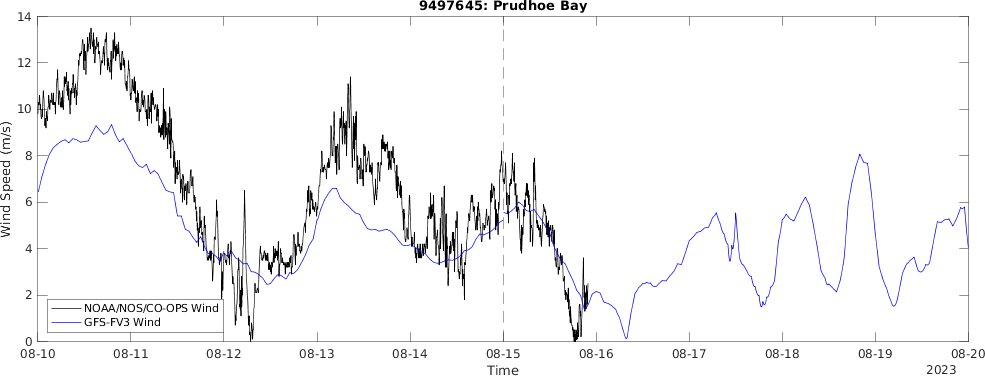 9497645: Prudhoe Bay
14
12
10
8
6
4
2
0
Wind Speed (m/s)
NOAA/NOS/CO-OPS Wind
GFS-FV3 Wind
08-10 08-11 08-12 08-13 08-14 08-15 08-16 08-17 08-18 08-19 08-20
Time
2023